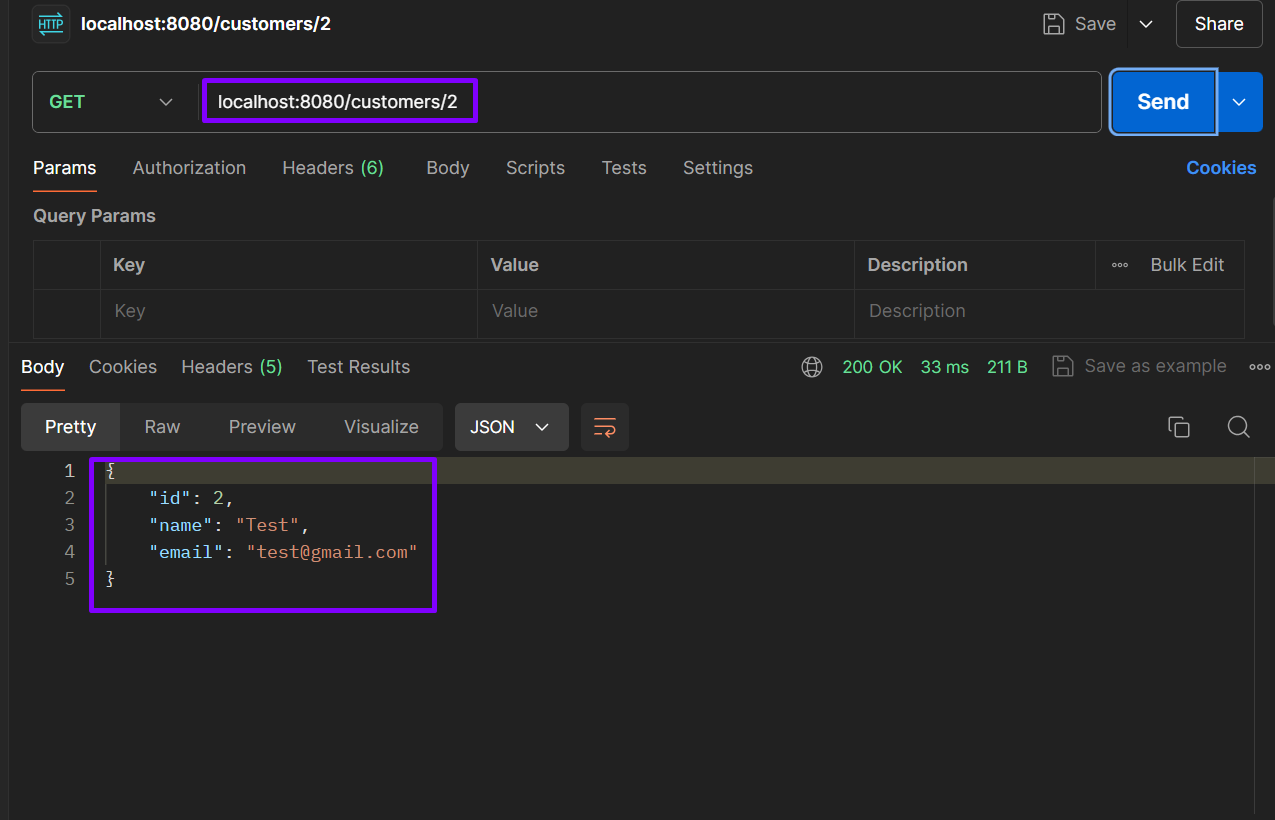 HTTP localhost:8080/customers/2 Save Share
GET localhost:8080/customers/2 Send
Params Authorization Headers (6) Body Scripts Tests Settings Cookies
Query Params
Key Value Description Bulk Edit
Key Value Description
Body Cookies Headers (5) Test Results 200 OK 33 ms 211 B Save as example
Pretty Raw Preview Visualize JSON
1 {
2 "id": 2,
3 "name": "Test",
4 "email": "test@gmail.com"
5 }